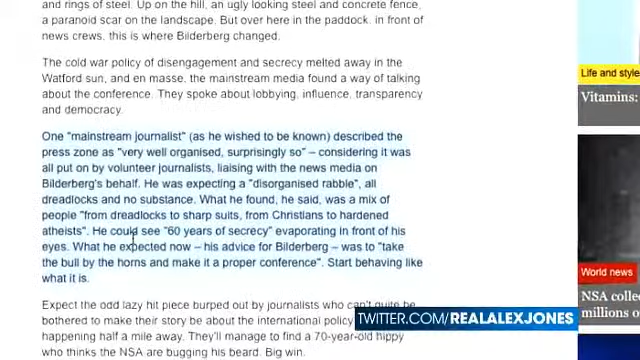 and rings of steel. Up on the hill, an ugly looking steel and concrete fence,
a paranoid scar on the landscape. But over here in the paddock, in front of
news crews, this is where Bilderberg changed.
The cold war policy of disengagement and secrecy melted away in the
Watford sun, and en masse, the mainstream media found a way of talking
about the conference. They spoke about lobbying, influence, transparency
and democracy.
One "mainstream journalist" (as he wished to be known) described the
press zone as "very well organised, surprisingly so" – considering it was
all put on by volunteer journalists, liaising with the news media on
Bilderberg's behalf. He was expecting a "disorganised rabble", all
dreadlocks and no substance. What he found, he said, was a mix of
people "from dreadlocks to sharp suits, from Christians to hardened
atheists". He could see "60 years of secrecy" evaporating in front of his
eyes. What he expected now – his advice for Bilderberg – was to "take
the bull by the horns and make it a proper conference". Start behaving like
what it is.
Expect the odd lazy hit piece burped out by journalists who can't quite be
bothered to make their story be about the international policy
happening half a mile away. They'll manage to find a 70-year-old hippy
who thinks the NSA are bugging his beard. Big win.
Life and style
Vitamins:
World news
NSA colle
millions o
TWITTER.COM/REALALEXJONES